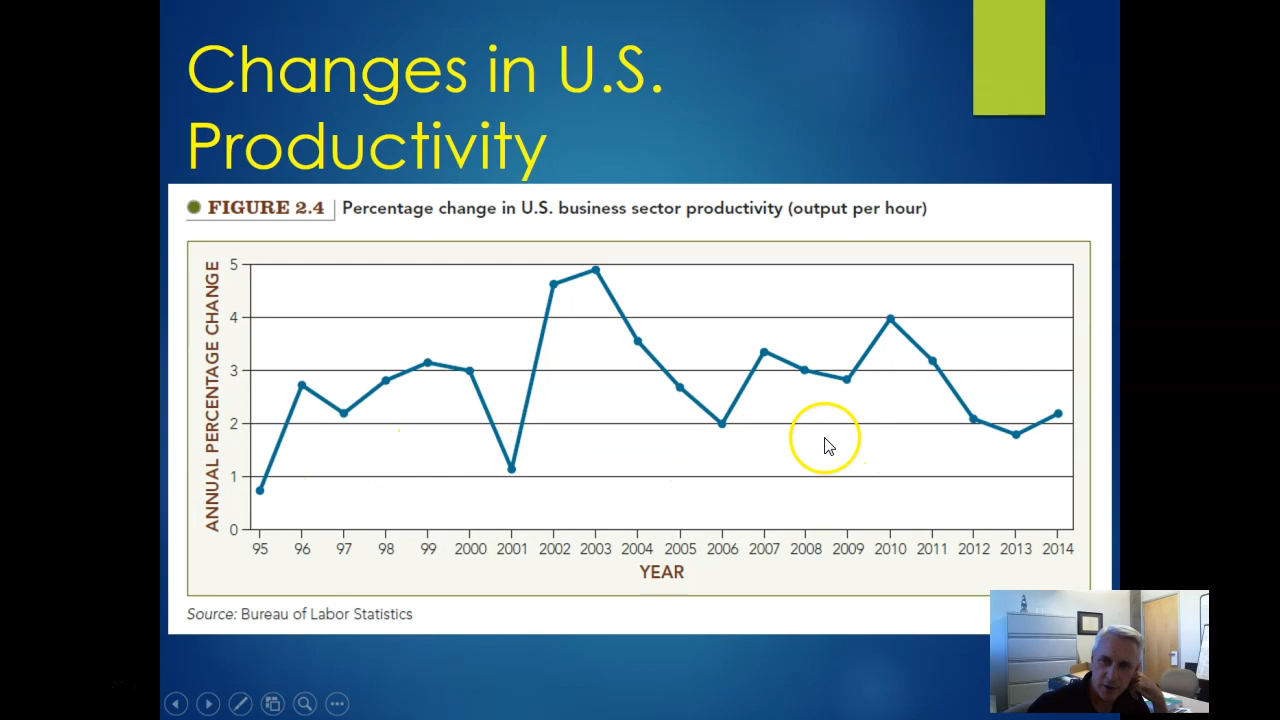 Changes in U.S.
Productivity
FIGURE 2.4 Percentage change in U.S. business sector productivity (output per hour)
ANNUAL PERCENTAGE CHANGE
5
4
3
2
1
0
95 96 97 98 99 2000 2001 2002 2003 2004 2005 2006 2007 2008 2009 2010 2011 2012 2013 2014
YEAR
Source: Bureau of Labor Statistics